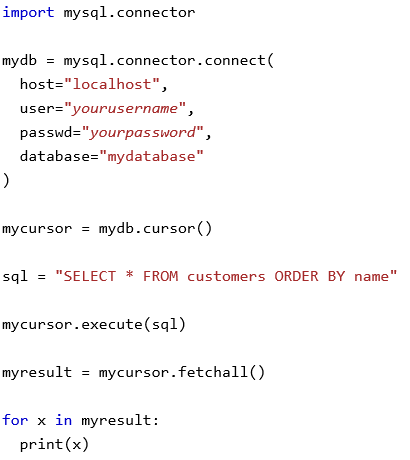 import mysql.connector
mydb = mysql.connector.connect(
  host="localhost",
  user="yourusername",
  passwd="yourpassword",
  database="mydatabase"
)
mycursor = mydb.cursor()
sql = "SELECT * FROM customers ORDER BY name"
mycursor.execute(sql)
myresult = mycursor.fetchall()
for x in myresult:
  print(x)